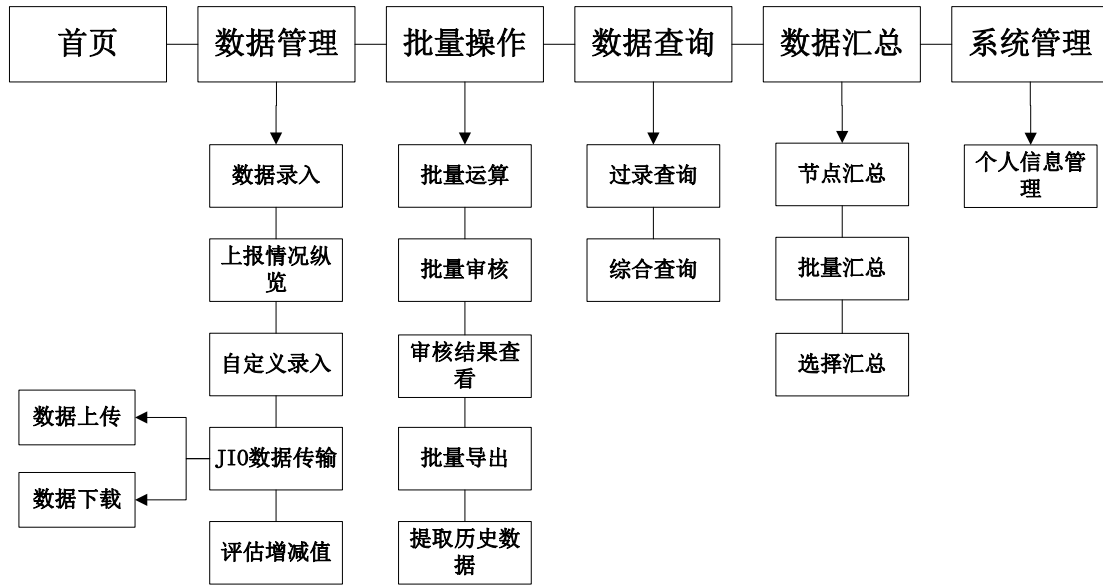 首页
数据管理
批量操作
数据查询
数据汇总
系统管理
数据录入
上报情况纵
览
自定义录入
JIO数据传输
数据上传
数据下载
评估增减值
批量运算
批量审核
审核结果查
看
批量导出
提取历史数
据
过录查询
综合查询
节点汇总
批量汇总
选择汇总
个人信息管
理